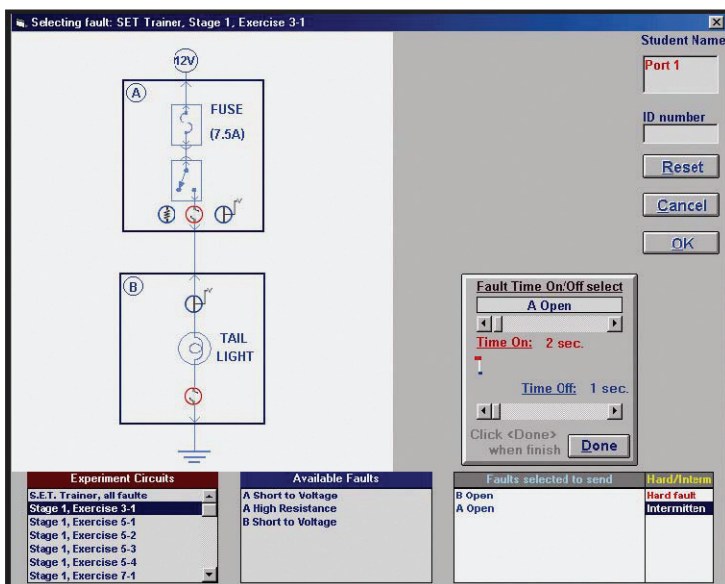 Selecting fault: SET Trainer, Stage 1, Exercise 3-1
Student Name
Port 1
ID number
Reset
Cancel
OK
12V
A
FUSE
(7.5A)
B
TAIL
LIGHT
Fault Time On/Off select
A Open
Time On: 2 sec.
Time Off: 1 sec.
Click <Done>
when finish
Done
Experiment Circuits
S.E.T. Trainer, all faulte
Stage 1, Exercise 3-1
Stage 1, Exercise 5-1
Stage 1, Exercise 5-2
Stage 1, Exercise 5-3
Stage 1, Exercise 5-4
Stage 1, Exercise 7-1
Available Faults
A Short to Voltage
A High Resistance
B Short to Voltage
Faults selected to send Hard/Interm
B Open Hard fault
A Open Intermitten